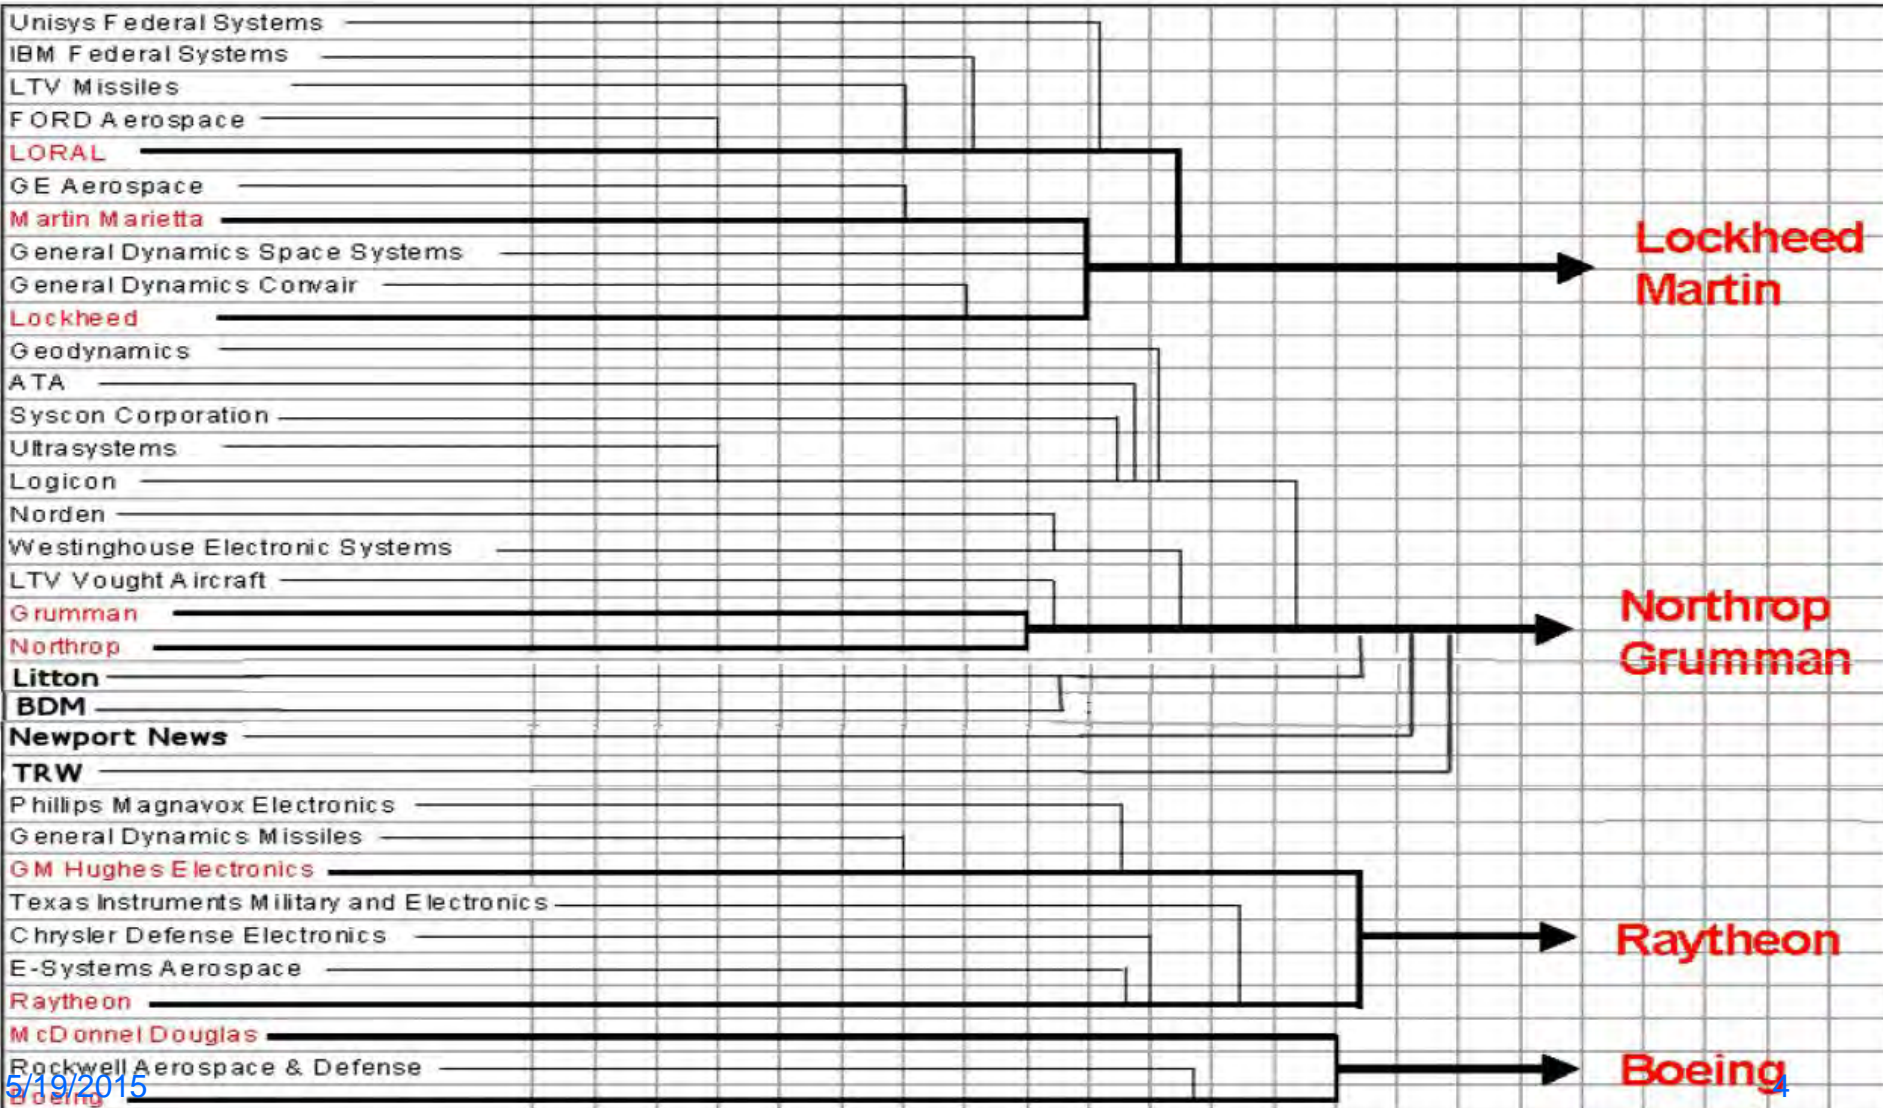 Unisys Federal Systems
IBM Federal Systems
LTV Missiles
FORD Aerospace
LORAL
GE Aerospace
Martin Marietta
General Dynamics Space Systems
General Dynamics Convair
Lockheed
Lockheed
Martin
Geodynamics
ATA
Syscon Corporation
Ultrasystems
Logicon
Norden
Westinghouse Electronic Systems
LTV Vought Aircraft
Grumman
Northrop
Northrop
Grumman
Litton
BDM
Newport News
TRW
Phillips Magnavox Electronics
General Dynamics Missiles
GM Hughes Electronics
Texas Instruments Military and Electronics
Chrysler Defense Electronics
E-Systems Aerospace
Raytheon
Raytheon
McDonnel Douglas
Rockwell Aerospace & Defense
Boeing
Boeing
5/19/2015
4